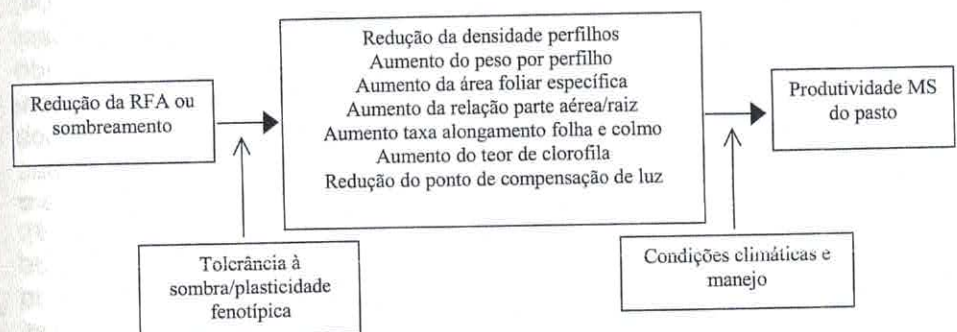 Redução da RFA ou
sombreamento
Redução da densidade perfilhos
Aumento do peso por perfilho
Aumento da área foliar específica
Aumento da relação parte aérea/raiz
Aumento taxa alongamento folha e colmo
Aumento do teor de clorofila
Redução do ponto de compensação de luz
Produtividade MS
do pasto
Tolerância à
sombra/plasticidade
fenotípica
Condições climáticas e
manejo